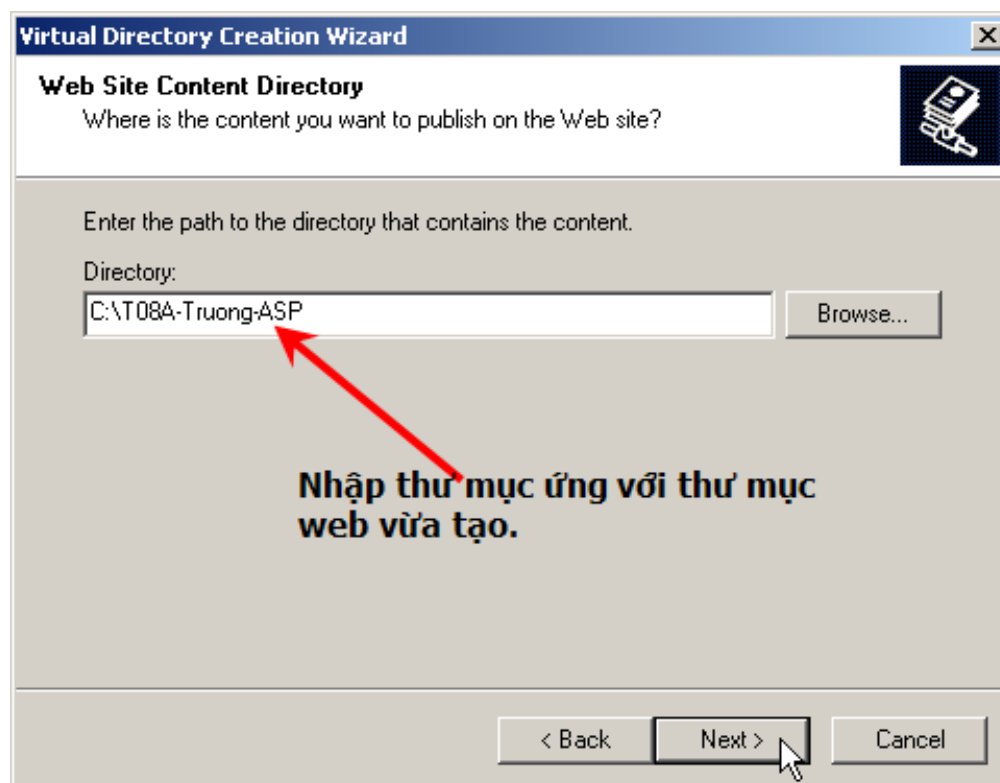 Virtual Directory Creation Wizard
Web Site Content Directory
Where is the content you want to publish on the Web site?
Enter the path to the directory that contains the content.
Directory:
C:\T08A-Truong-ASP
Browse...
Nhập thư mục ứng với thư mục
web vừa tạo.
< Back
Next >
Cancel